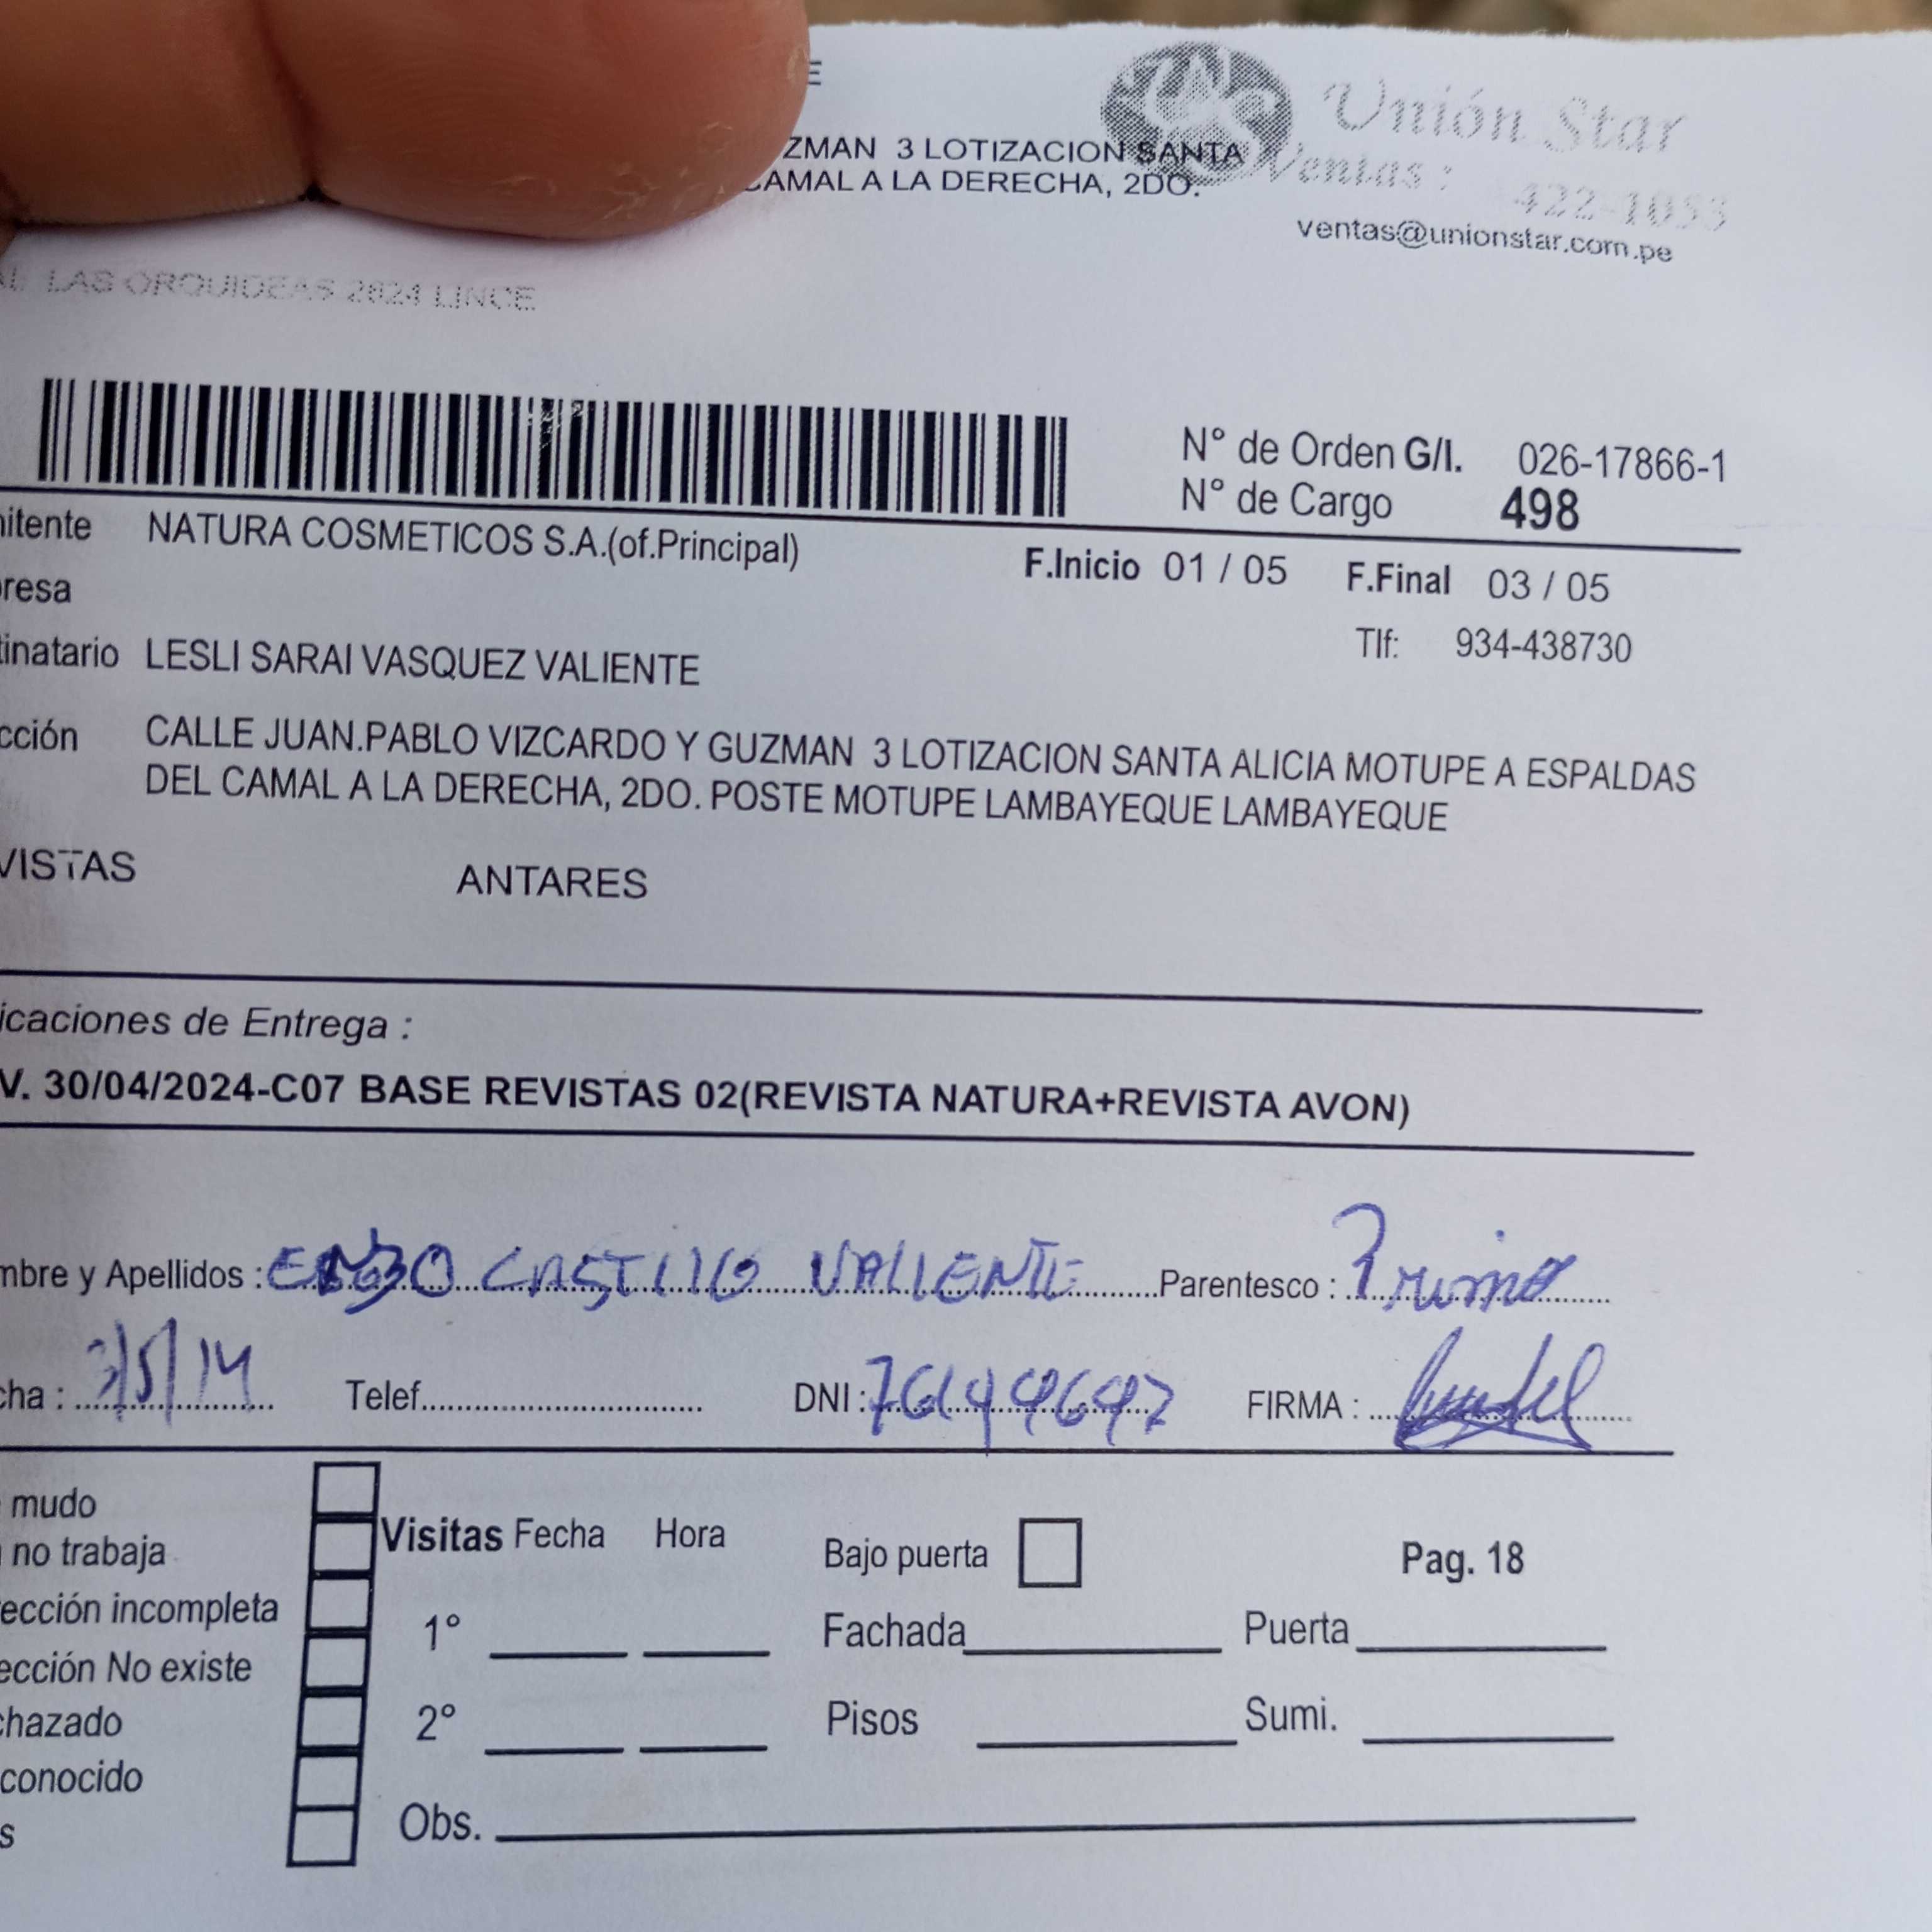 E
ZMAN 3 LOTIZACION SANTA
CAMAL A LA DERECHA, 2DO.
Unión Star
Ventas : 422-1053
ventas@unionstar.com.pe
AL LAS ORQUIDEAS 2624 LINCE
N° de Orden G/I. 026-17866-1
N° de Cargo 498
nitente NATURA COSMETICOS S.A.(of.Principal)
F.Inicio 01 / 05 F.Final 03 / 05
resa
Tlf: 934-438730
tinatario LESLI SARAI VASQUEZ VALIENTE
cción CALLE JUAN.PABLO VIZCARDO Y GUZMAN 3 LOTIZACION SANTA ALICIA MOTUPE A ESPALDAS
DEL CAMAL A LA DERECHA, 2DO. POSTE MOTUPE LAMBAYEQUE LAMBAYEQUE
VISTAS ANTARES
icaciones de Entrega :
V. 30/04/2024-C07 BASE REVISTAS 02(REVISTA NATURA+REVISTA AVON)
mbre y Apellidos : ENZO CASTILLO VALIENTE Parentesco : Primo
cha : 3/5/14 Telef. DNI : 76144647 FIRMA :
mudo
no trabaja
ección incompleta
ección No existe
chazado
conocido
s
Visitas Fecha Hora
1°
2°
Obs.
Bajo puerta
Pag. 18
Fachada Puerta
Pisos Sumi.